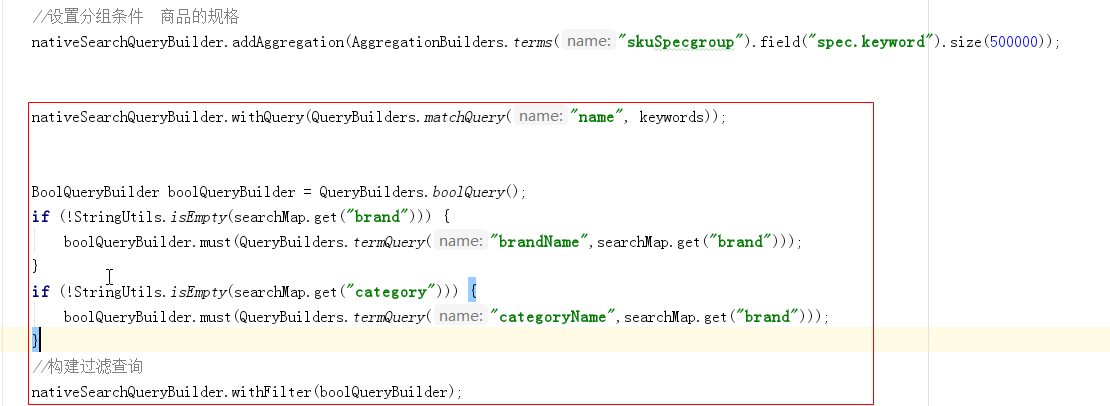 //设置分组条件  商品的规格
nativeSearchQueryBuilder.addAggregation(AggregationBuilders.terms( name: "skuSpecgroup").field("spec.keyword").size(500000));
nativeSearchQueryBuilder.withQuery(QueryBuilders.matchQuery( name: "name", keywords));
BoolQueryBuilder boolQueryBuilder = QueryBuilders.boolQuery();
if (!StringUtils.isEmpty(searchMap.get("brand"))) {
    boolQueryBuilder.must(QueryBuilders.termQuery( name: "brandName",searchMap.get("brand")));
}
if (!StringUtils.isEmpty(searchMap.get("category"))) {
    boolQueryBuilder.must(QueryBuilders.termQuery( name: "categoryName",searchMap.get("brand")));
}
//构建过滤查询
nativeSearchQueryBuilder.withFilter(boolQueryBuilder);